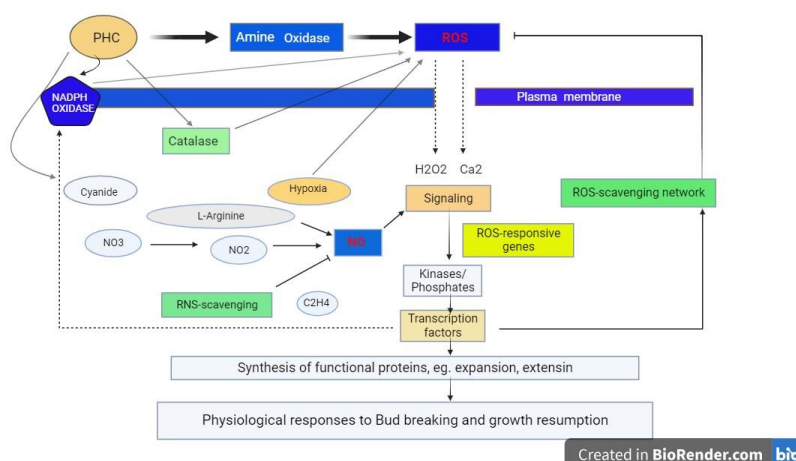 PHC
Amine Oxidase
ROS
NADPH
OXIDASE
Plasma membrane
Catalase
H2O2
Ca2
Cyanide
Hypoxia
Signaling
ROS-scavenging network
L-Arginine
NO3
NO2
NO
ROS-responsive
genes
Kinases/
Phosphates
RNS-scavenging
C2H4
Transcription
factors
Synthesis of functional proteins, eg. expansion, extensin
Physiological responses to Bud breaking and growth resumption
Created in BioRender.com
bio